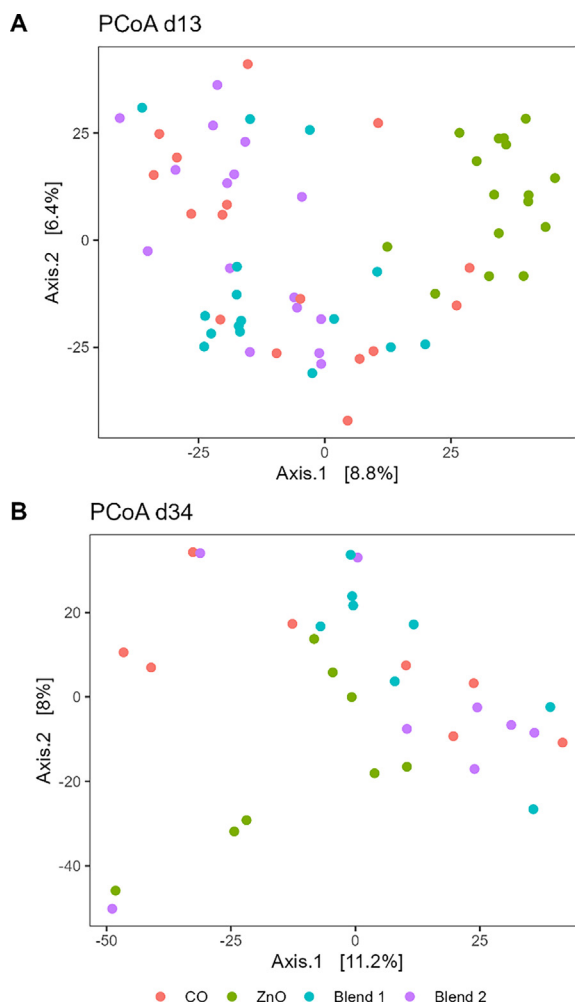 A PCoA d13
25
0
-25
Axis.2 [6.4%]
-25 0 25
Axis.1 [8.8%]
B PCoA d34
20
0
-20
-40
Axis.2 [8%]
-50 -25 0 25
Axis.1 [11.2%]
CO ZnO Blend 1 Blend 2